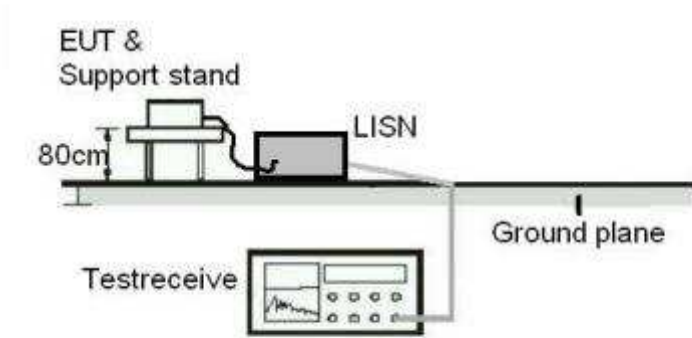 EUT &
Support stand
LISN
80cm
Ground plane
Testreceive